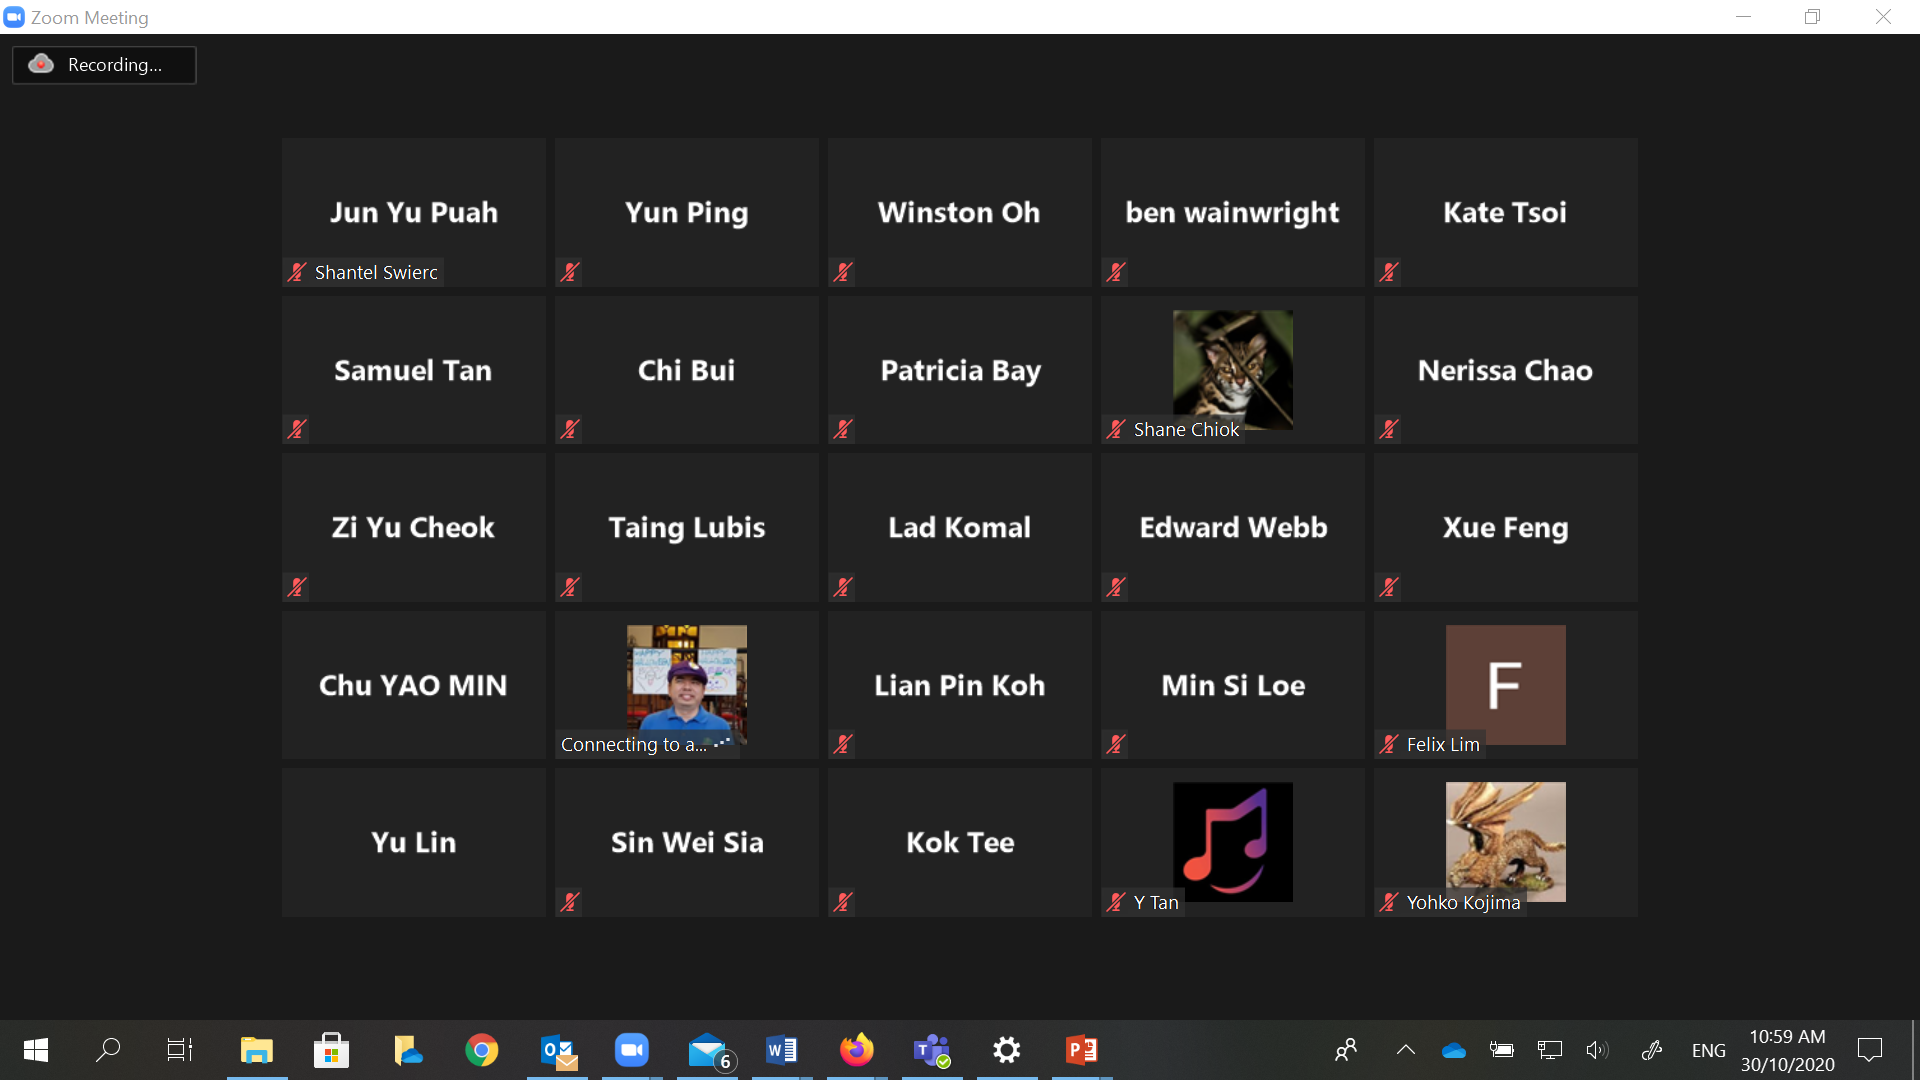 Zoom Meeting
Recording...
Jun Yu Puah
Shantel Swierc
Yun Ping
Winston Oh
ben wainwright
Kate Tsoi
Samuel Tan
Chi Bui
Patricia Bay
Shane Chiok
Nerissa Chao
Zi Yu Cheok
Taing Lubis
Lad Komal
Edward Webb
Xue Feng
Chu YAO MIN
Connecting to a...
Lian Pin Koh
Min Si Loe
F
Felix Lim
Yu Lin
Sin Wei Sia
Kok Tee
Y Tan
Yohko Kojima
6
ENG
10:59 AM
30/10/2020